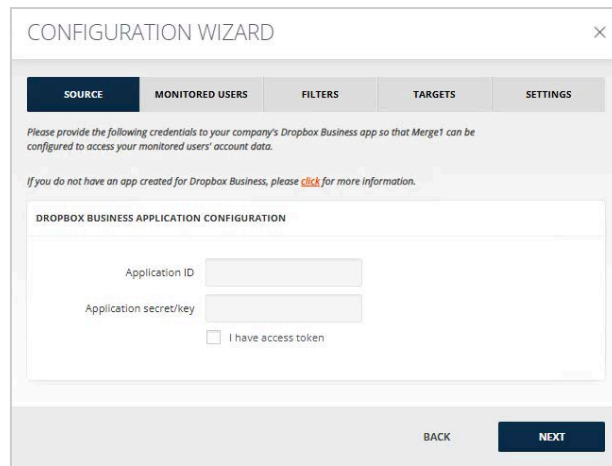 CONFIGURATION WIZARD
SOURCE MONITORED USERS FILTERS TARGETS SETTINGS
Please provide the following credentials to your company's Dropbox Business app so that Merge1 can be
configured to access your monitored users' account data.
If you do not have an app created for Dropbox Business, please click for more information.
DROPBOX BUSINESS APPLICATION CONFIGURATION
Application ID
Application secret/key
I have access token
BACK NEXT